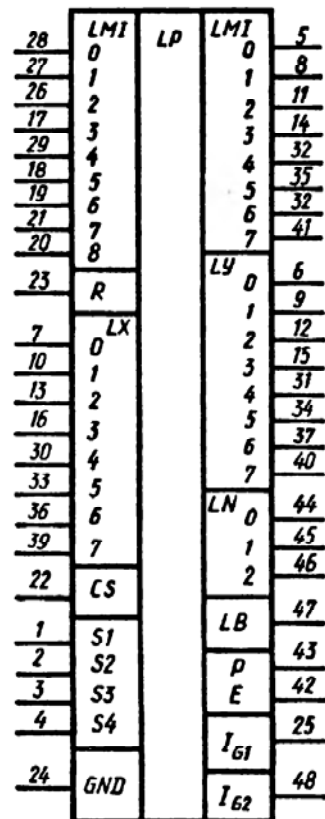 LMI
28 0
27 1
26 2
17 3
29 4
18 5
19 6
21 7
20 8
23 R
LX
7 0
10 1
13 2
16 3
30 4
33 5
36 6
39 7
22 CS
1 S1
2 S2
3 S3
4 S4
24 GND
LP
LMI
0 5
1 8
2 11
3 14
4 32
5 35
6 32
7 41
LY
0 6
1 9
2 12
3 15
4 31
5 34
6 37
7 40
LN
0 44
1 45
2 46
LB 47
P 43
E 42
IG1 25
IG2 48